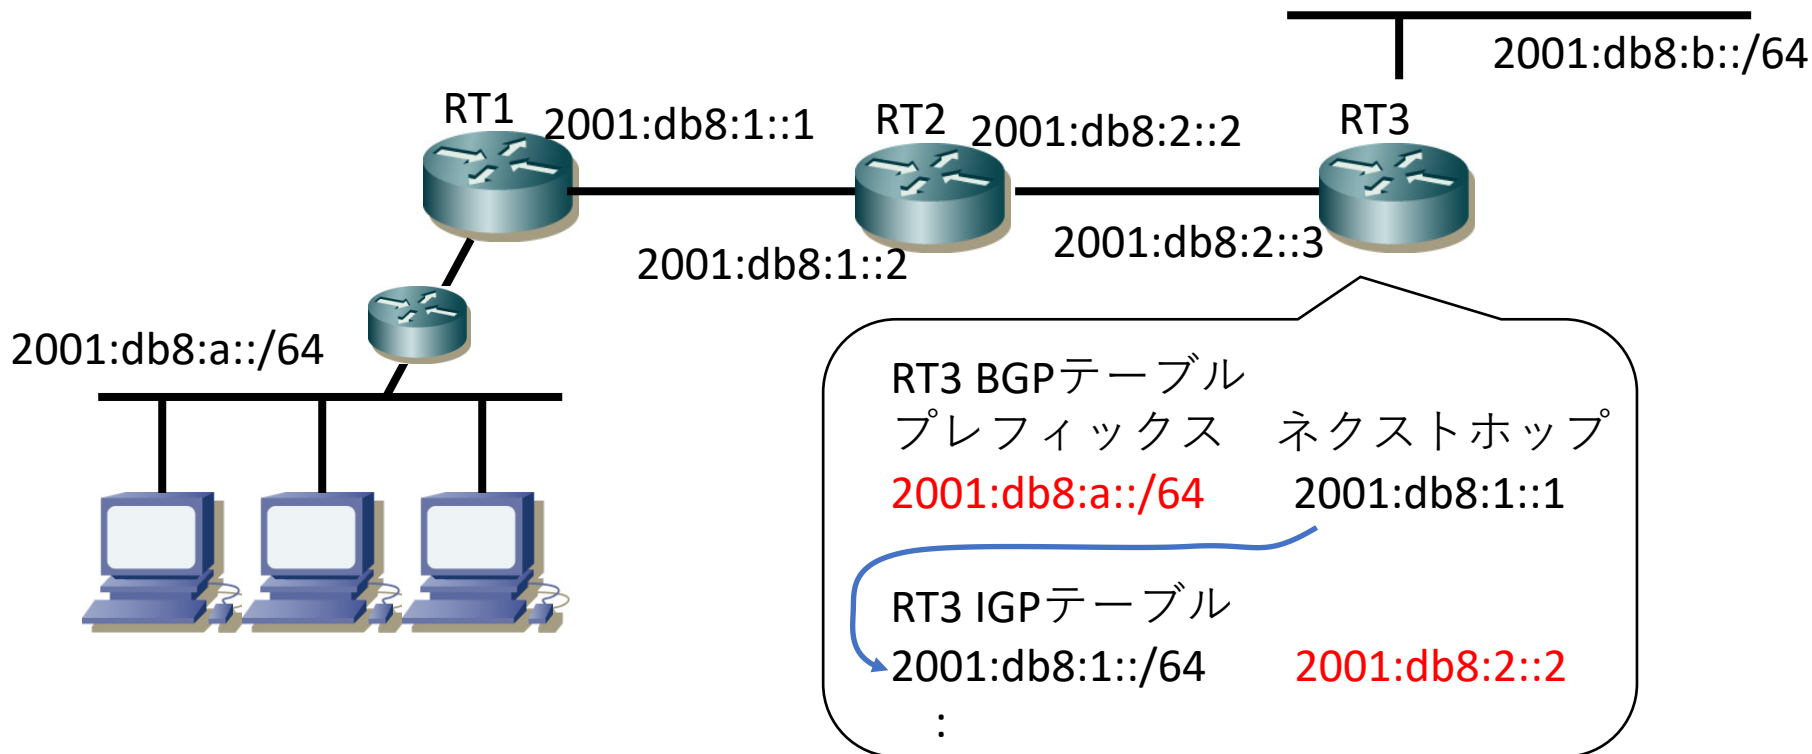 2001:db8:b::/64
RT1
2001:db8:1::1
RT2
2001:db8:2::2
RT3
2001:db8:1::2
2001:db8:2::3
2001:db8:a::/64
RT3 BGPテーブル
プレフィックス ネクストホップ
2001:db8:a::/64 2001:db8:1::1
RT3 IGPテーブル
2001:db8:1::/64 2001:db8:2::2
: